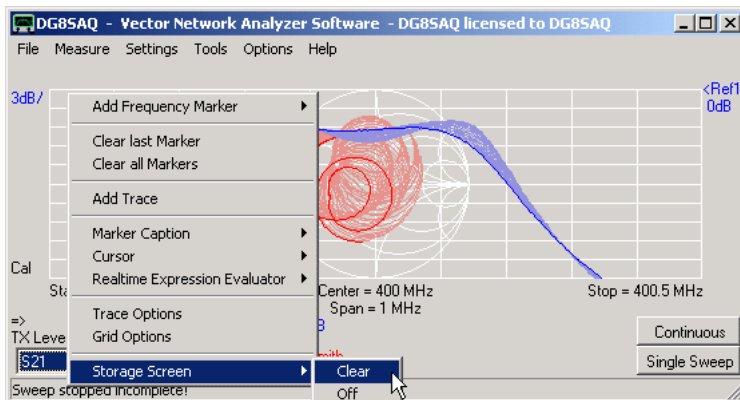 DG8SAQ - Vector Network Analyzer Software - DG8SAQ licensed to DG8SAQ
File Measure Settings Tools Options Help
3dB/
<Ref1
0dB
Add Frequency Marker
Clear last Marker
Clear all Markers
Add Trace
Marker Caption
Cursor
Realtime Expression Evaluator
Trace Options
Grid Options
Storage Screen
Clear
Off
Cal
Center = 400 MHz
Stop = 400.5 MHz
Span = 1 MHz
=>
TX Leve
Continuous
S21
Single Sweep
Sweep stopped incomplete!